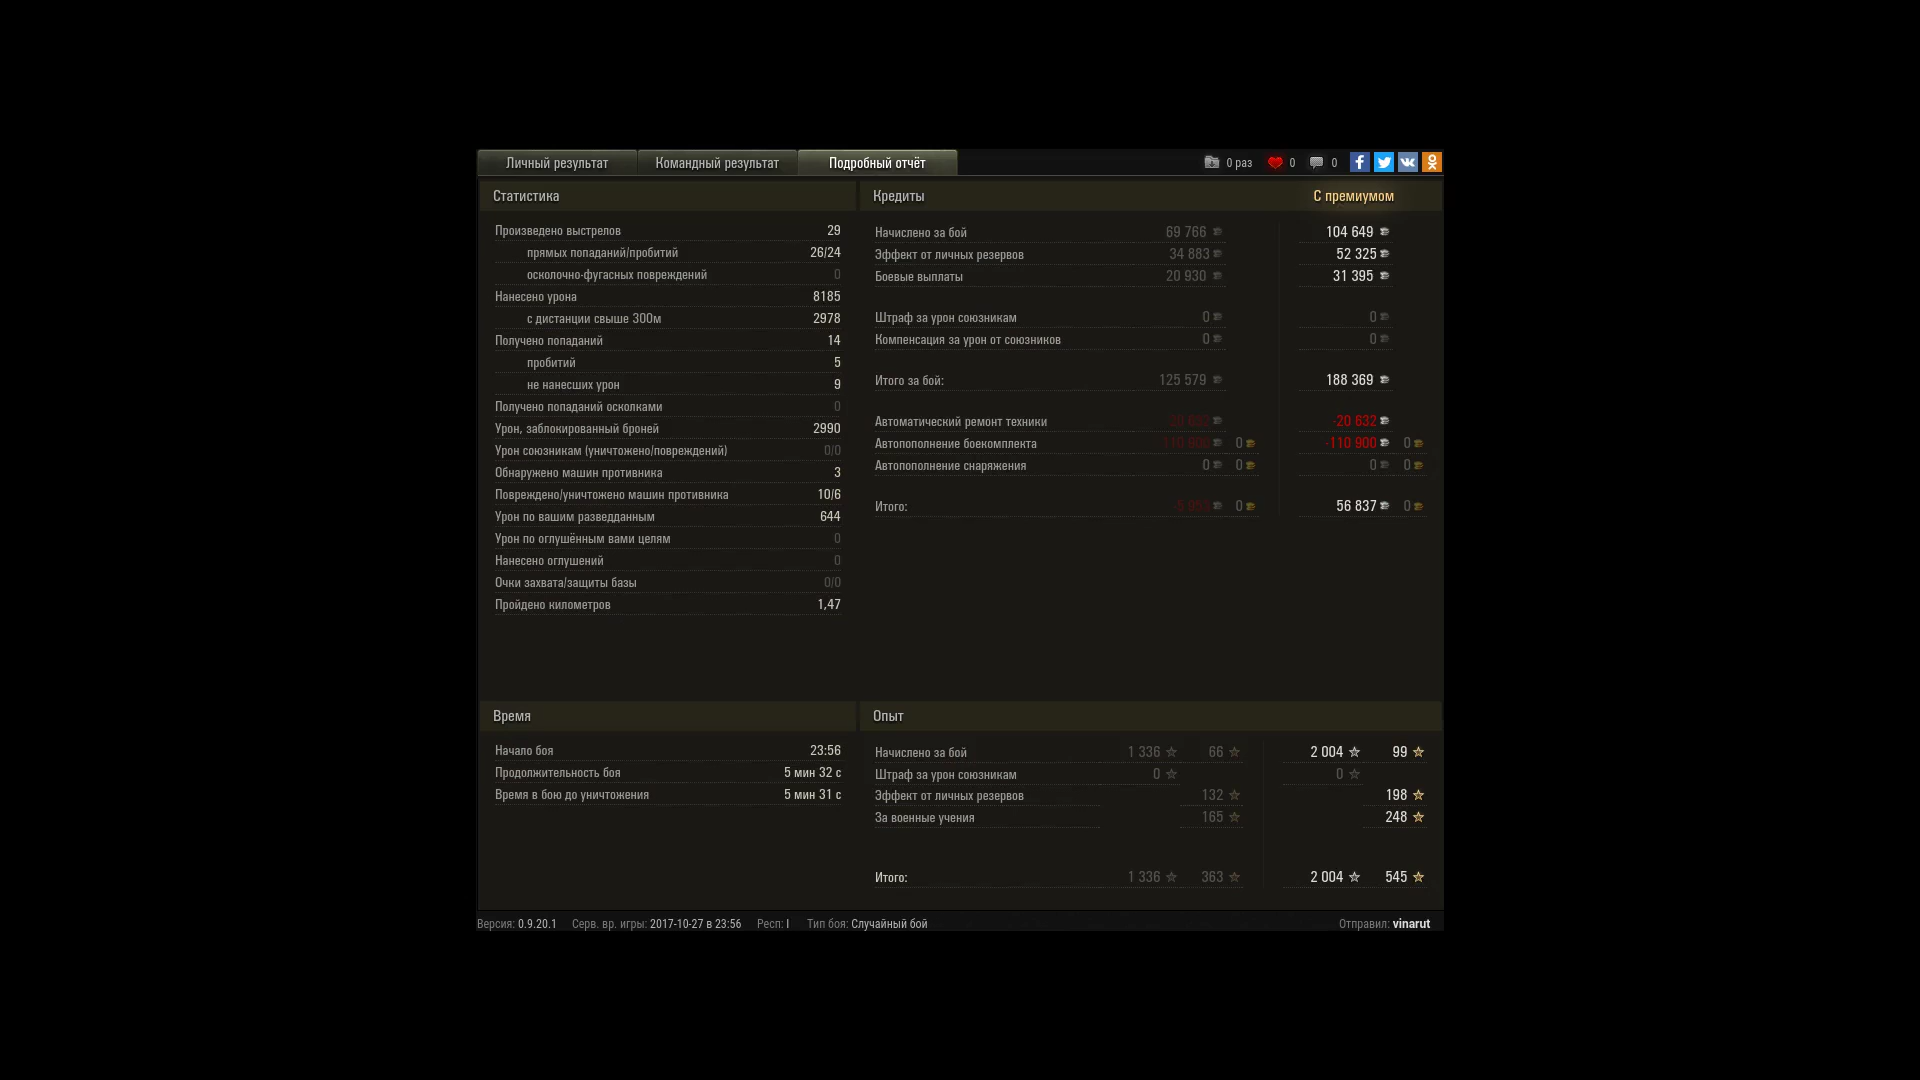 Личный результат Командный результат Подробный отчёт 0 раз 0 0
Статистика
Произведено выстрелов 29
прямых попаданий/пробитий 26/24
осколочно-фугасных повреждений 0
Нанесено урона 8185
с дистанции свыше 300м 2978
Получено попаданий 14
пробитий 5
не нанесших урон 9
Получено попаданий осколками 0
Урон, заблокированный броней 2990
Урон союзникам (уничтожено/повреждений) 0/0
Обнаружено машин противника 3
Повреждено/уничтожено машин противника 10/6
Урон по вашим разведданным 644
Урон по оглушённым вами целям 0
Нанесено оглушений 0
Очки захвата/защиты базы 0/0
Пройдено километров 1,47
Кредиты С премиумом
Начислено за бой 69 766 104 649
Эффект от личных резервов 34 883 52 325
Боевые выплаты 20 930 31 395
Штраф за урон союзникам 0 0
Компенсация за урон от союзников 0 0
Итого за бой: 125 579 188 369
Автоматический ремонт техники -20 632
Автопополнение боекомплекта 0 -110 900 0
Автопополнение снаряжения 0 0 0 0
Итого: 0 56 837 0
Время
Начало боя 23:56
Продолжительность боя 5 мин 32 с
Время в бою до уничтожения 5 мин 31 с
Опыт
Начислено за бой 1 336 66 2 004 99
Штраф за урон союзникам 0 0
Эффект от личных резервов 132 198
За военные учения 165 248
Итого: 1 336 363 2 004 545
Версия: 0.9.20.1 Серв. вр. игры: 2017-10-27 в 23:56 Респ: I Тип боя: Случайный бой Отправил: vinarut